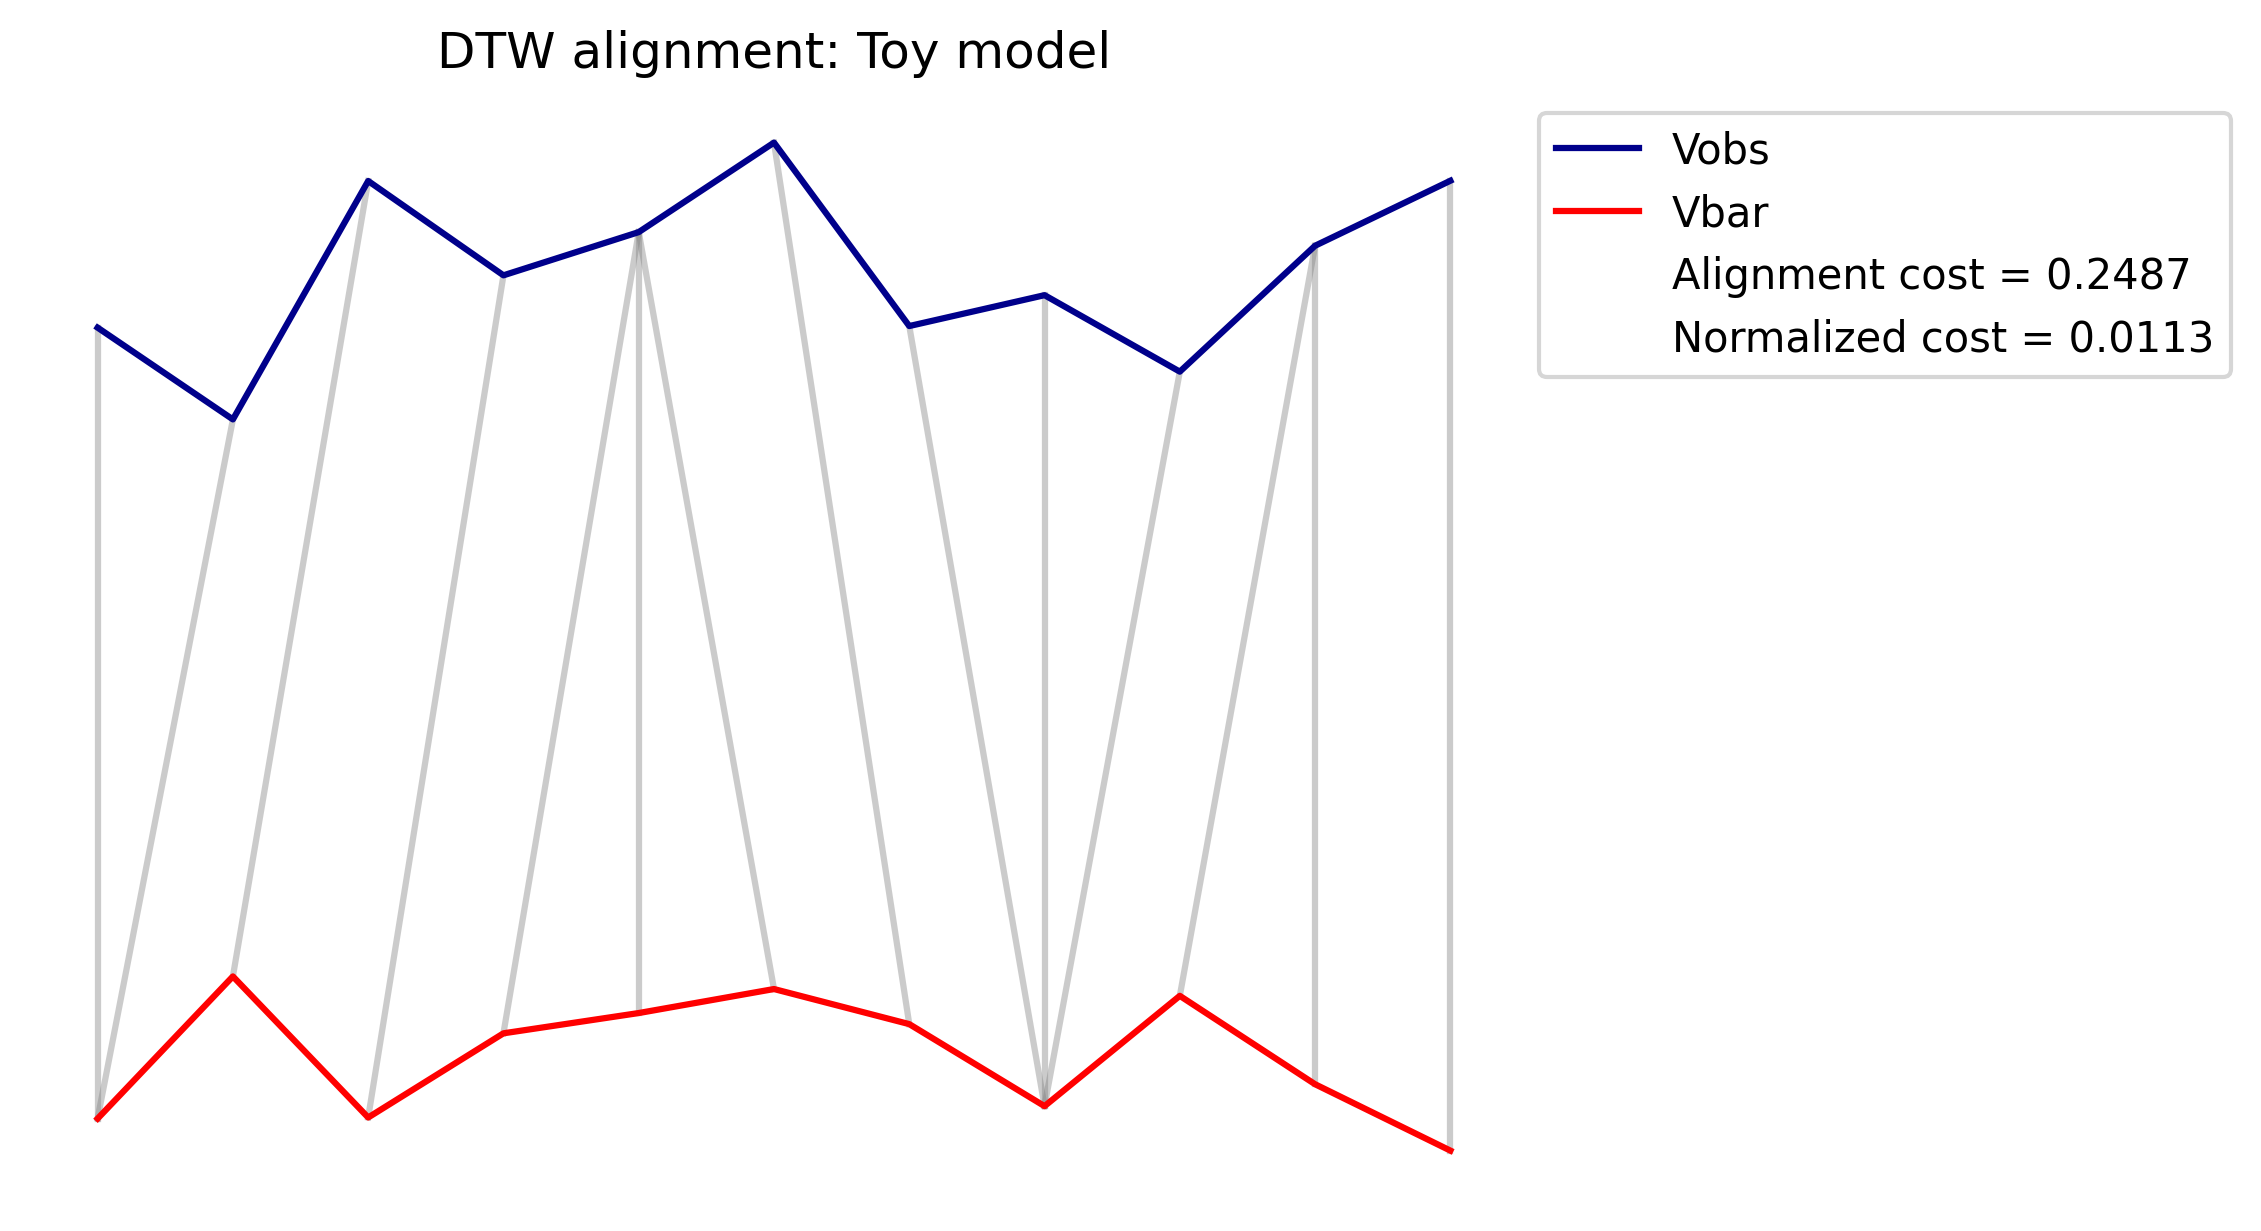 DTW alignment: Toy model
Vobs
Vbar
Alignment cost = 0.2487
Normalized cost = 0.0113